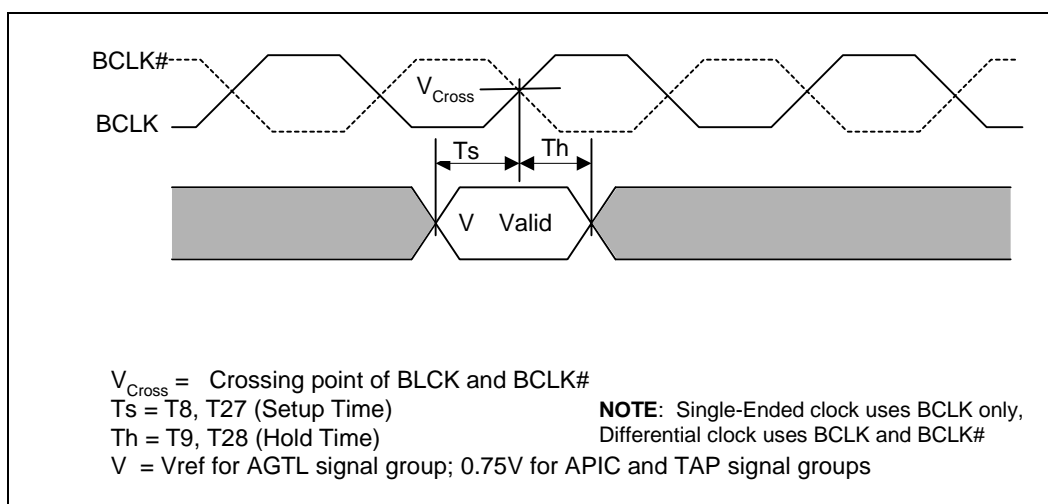 BCLK#
V_Cross
BCLK
Ts
Th
V Valid
V_Cross = Crossing point of BLCK and BCLK#
Ts = T8, T27 (Setup Time)
Th = T9, T28 (Hold Time)
NOTE: Single-Ended clock uses BCLK only,
Differential clock uses BCLK and BCLK#
V = Vref for AGTL signal group; 0.75V for APIC and TAP signal groups